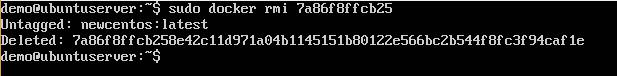 demo@ubuntuserver:~$ sudo docker rmi 7a86f8ffcb25
Untagged: newcentos:latest
Deleted: 7a86f8ffcb258e42c11d971a04b1145151b80122e566bc2b544f8fc3f94caf1e
demo@ubuntuserver:~$